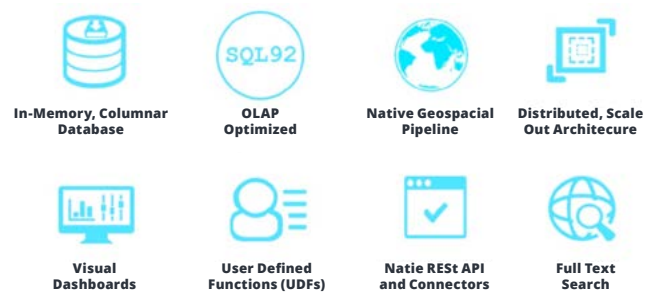 SQL92
In-Memory, Columnar
Database
OLAP
Optimized
Native Geospacial
Pipeline
Distributed, Scale
Out Architecure
Visual
Dashboards
User Defined
Functions (UDFs)
Natie RESt API
and Connectors
Full Text
Search